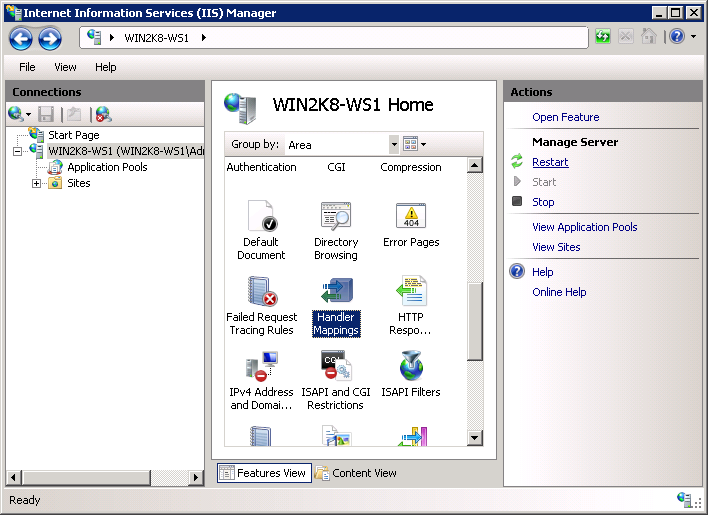 Internet Information Services (IIS) Manager
WIN2K8-WS1
File View Help
Connections
Start Page
WIN2K8-WS1 (WIN2K8-WS1\Adm
Application Pools
Sites
WIN2K8-WS1 Home
Group by: Area
Authentication CGI Compression
404
Default Directory Error Pages
Document Browsing
Failed Request Handler HTTP
Tracing Rules Mappings Respo...
CGI
IPv4 Address ISAPI and CGI ISAPI Filters
and Domai... Restrictions
Features View Content View
Actions
Open Feature
Manage Server
Restart
Start
Stop
View Application Pools
View Sites
Help
Online Help
Ready